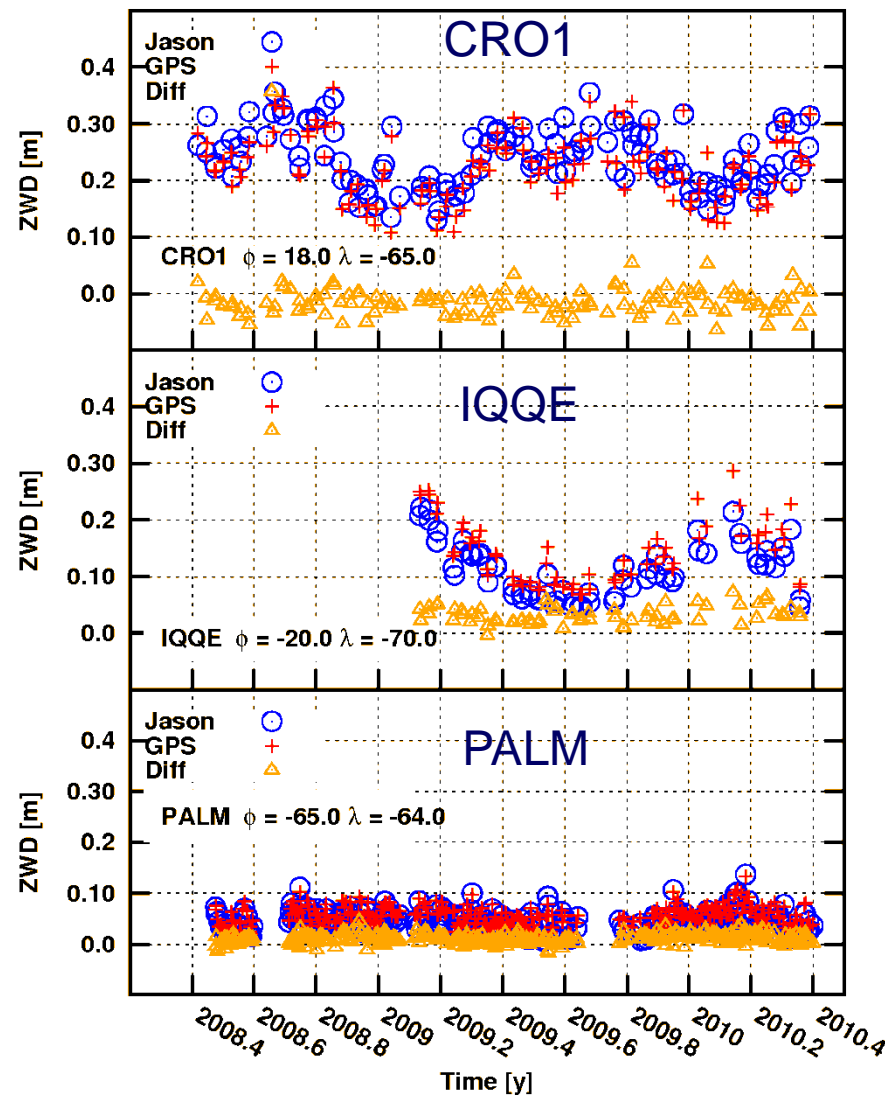 CRO1
Jason
GPS
Diff
0.4
0.30
0.2
0.10
0.0
ZWD [m]
CRO1 ϕ = 18.0 λ = -65.0
IQQE
Jason
GPS
Diff
0.4
0.30
0.2
0.10
0.0
ZWD [m]
IQQE ϕ = -20.0 λ = -70.0
PALM
Jason
GPS
Diff
0.4
0.30
0.2
0.10
0.0
ZWD [m]
PALM ϕ = -65.0 λ = -64.0
2008.4 2008.6 2008.8 2009 2009.2 2009.4 2009.6 2009.8 2010 2010.2 2010.4
Time [y]